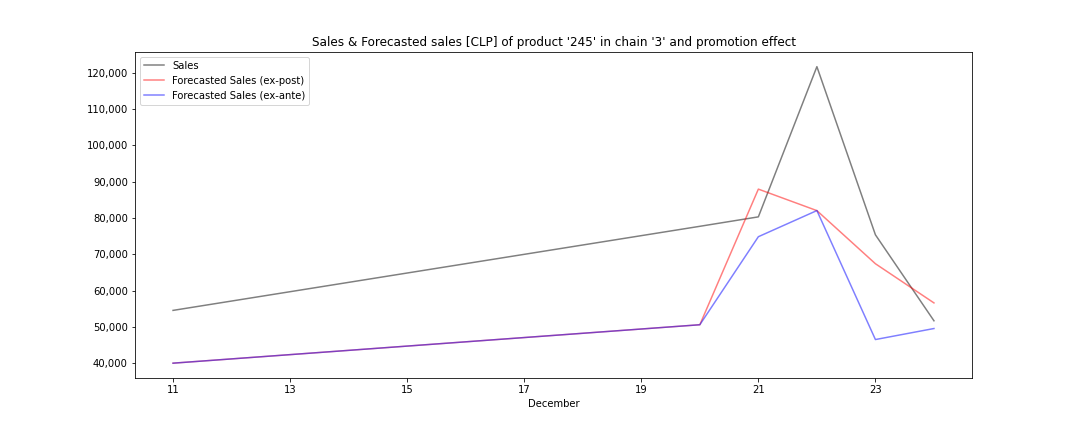 Sales & Forecasted sales [CLP] of product '245' in chain '3' and promotion effect
Sales
Forecasted Sales (ex-post)
Forecasted Sales (ex-ante)
120,000
110,000
100,000
90,000
80,000
70,000
60,000
50,000
40,000
11 13 15 17 19 21 23
December